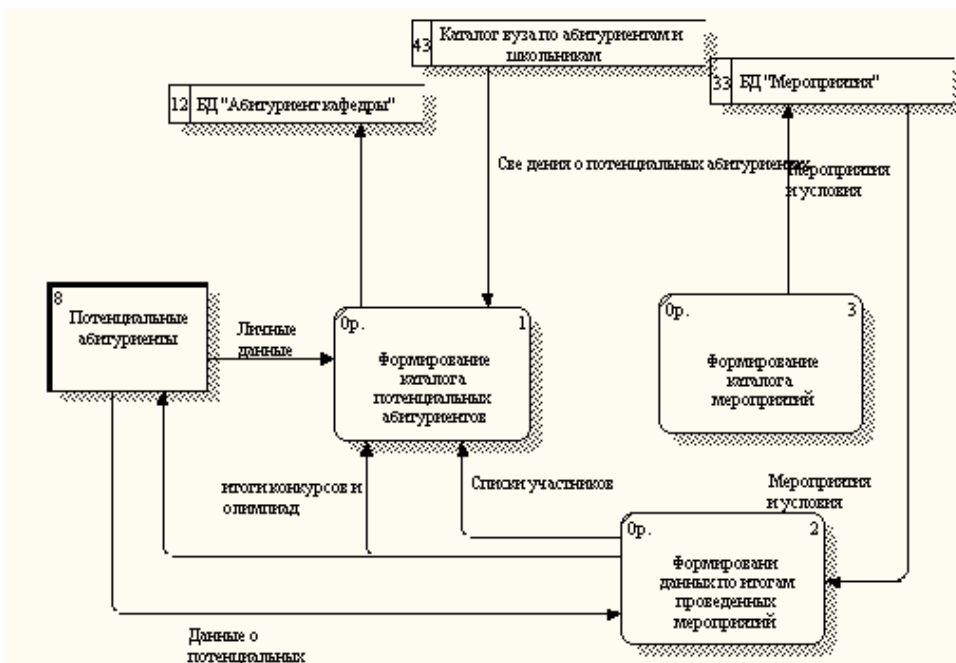 43 Каталог вуза по абитуриентам и
школьникам
33 БД "Мероприятия"
12 БД "Абитуриент кафедры"
Све дения о потенциальных абитуриентах
Мероприятия
и условия
8
Потенциальные
абитуриенты
Личные
данные
0р. 1
Формирование
каталога
потенциальных
абитуриентов
0р. 3
Формирование
каталога
мероприятий
итоги конкурсов и
олимпиад
Списки участников
Мероприятия
и условия
0р. 2
Формировани
данных по итогам
проведенных
мероприятий
Данные о
потенциальных